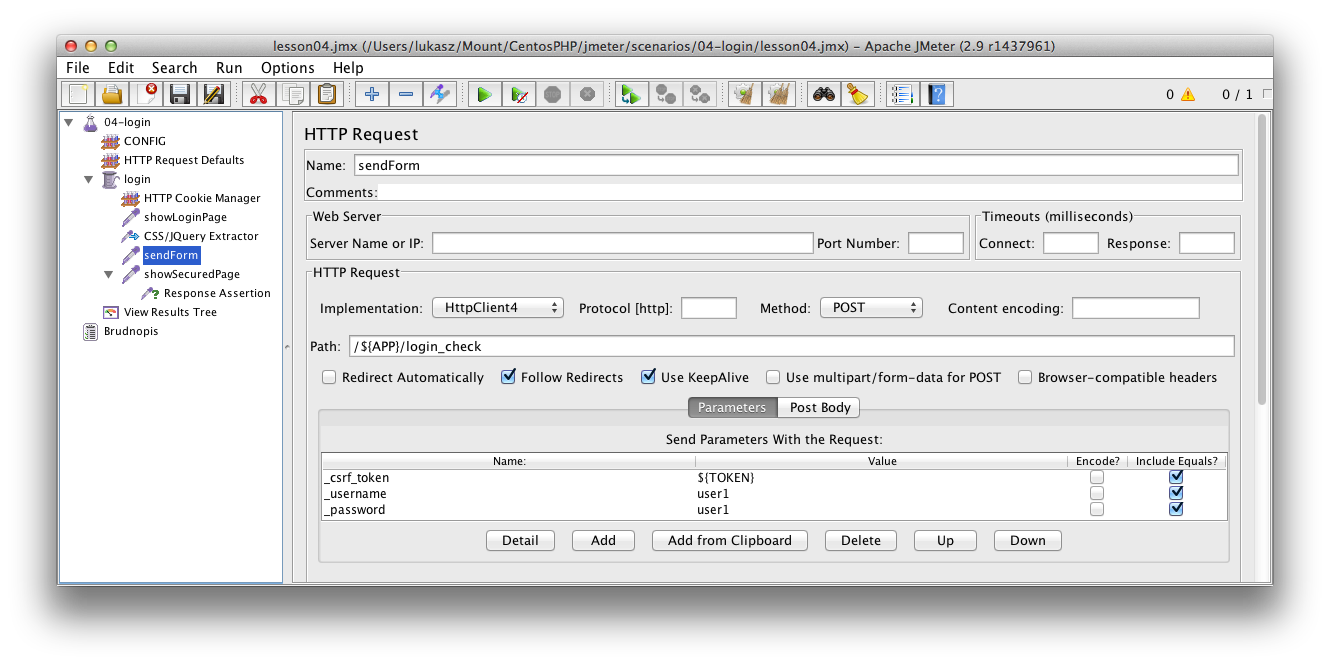 lesson04.jmx (/Users/lukasz/Mount/CentosPHP/jmeter/scenarios/04-login/lesson04.jmx) – Apache JMeter (2.9 r1437961)
File Edit Search Run Options Help
0 0 / 1
04-login
CONFIG
HTTP Request Defaults
login
HTTP Cookie Manager
showLoginPage
CSS/JQuery Extractor
sendForm
showSecuredPage
Response Assertion
View Results Tree
Brudnopis
HTTP Request
Name: sendForm
Comments:
Web Server
Server Name or IP: Port Number:
Timeouts (milliseconds)
Connect: Response:
HTTP Request
Implementation: HttpClient4 Protocol [http]: Method: POST Content encoding:
Path: /${APP}/login_check
Redirect Automatically Follow Redirects Use KeepAlive Use multipart/form-data for POST Browser-compatible headers
Parameters Post Body
Send Parameters With the Request:
Name: Value Encode? Include Equals?
_csrf_token ${TOKEN}
_username user1
_password user1
Detail Add Add from Clipboard Delete Up Down